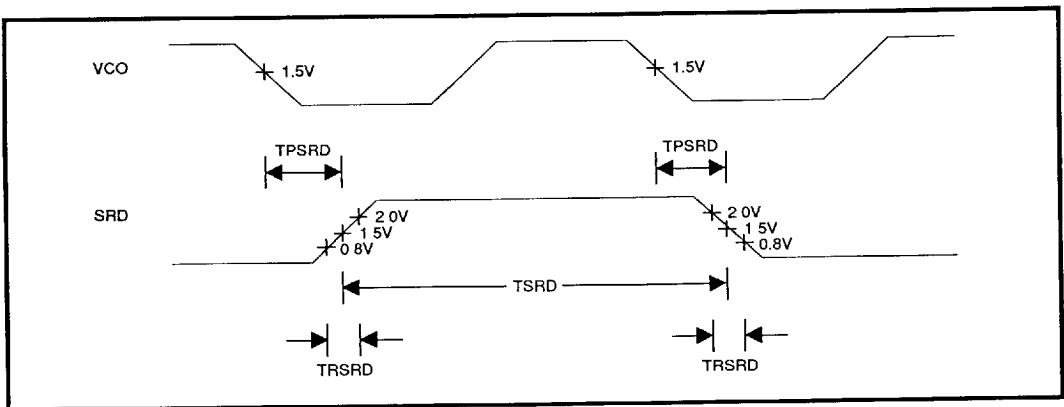 VCO
1.5V
1.5V
TPSRD
TPSRD
SRD
2 0V
1 5V
0 8V
2 0V
1 5V
0.8V
TSRD
TRSRD
TRSRD